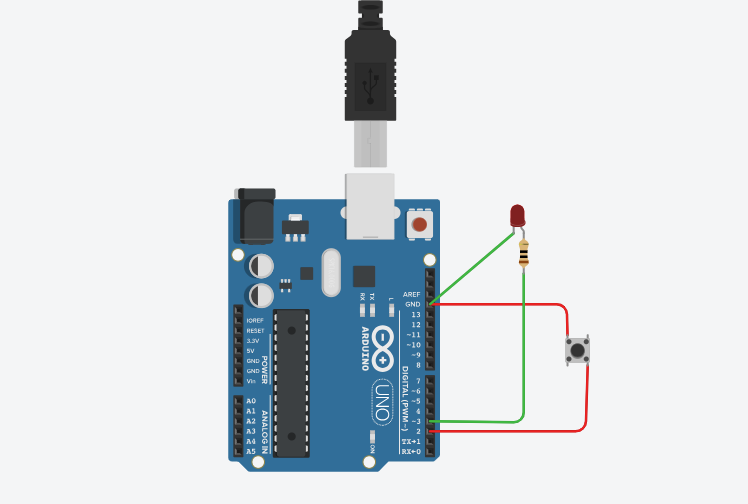 AREF
GND
13
12
~11
~10
~9
8
7
~6
~5
4
~3
2
TX→1
RX←0
DIGITAL (PWM~)
L
TX
RX
ARDUINO
UNO
ON
IOREF
RESET
3.3V
5V
GND
GND
Vin
POWER
A0
A1
A2
A3
A4
A5
ANALOG IN